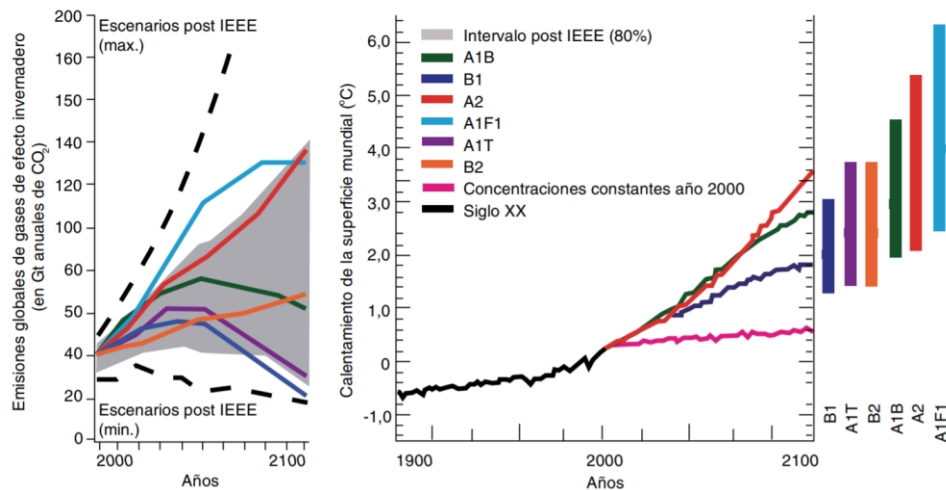 Emisiones globales de gases de efecto invernadero
(en Gt anuales de CO2)
200
160
150
140
120
100
60
50
40
20
0
Escenarios post IEEE
(max.)
Escenarios post IEEE
(min.)
2000
2100
Años
Calentamiento de la superficie mundial (°C)
6,0
5,0
4,0
3,0
2,0
1,0
0
-1,0
Intervalo post IEEE (80%)
A1B
B1
A2
A1F1
A1T
B2
Concentraciones constantes año 2000
Siglo XX
1900
2000
2100
Años
B1
A1T
B2
A1B
A2
A1F1